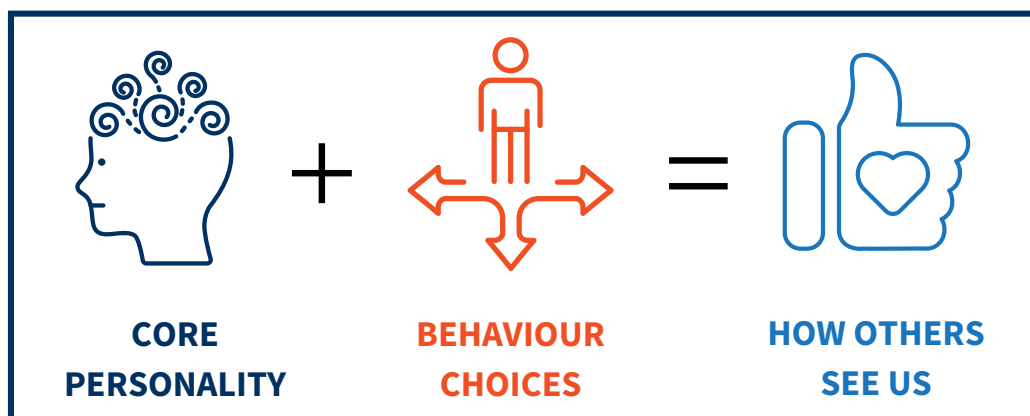 +
=
CORE
PERSONALITY
BEHAVIOUR
CHOICES
HOW OTHERS
SEE US